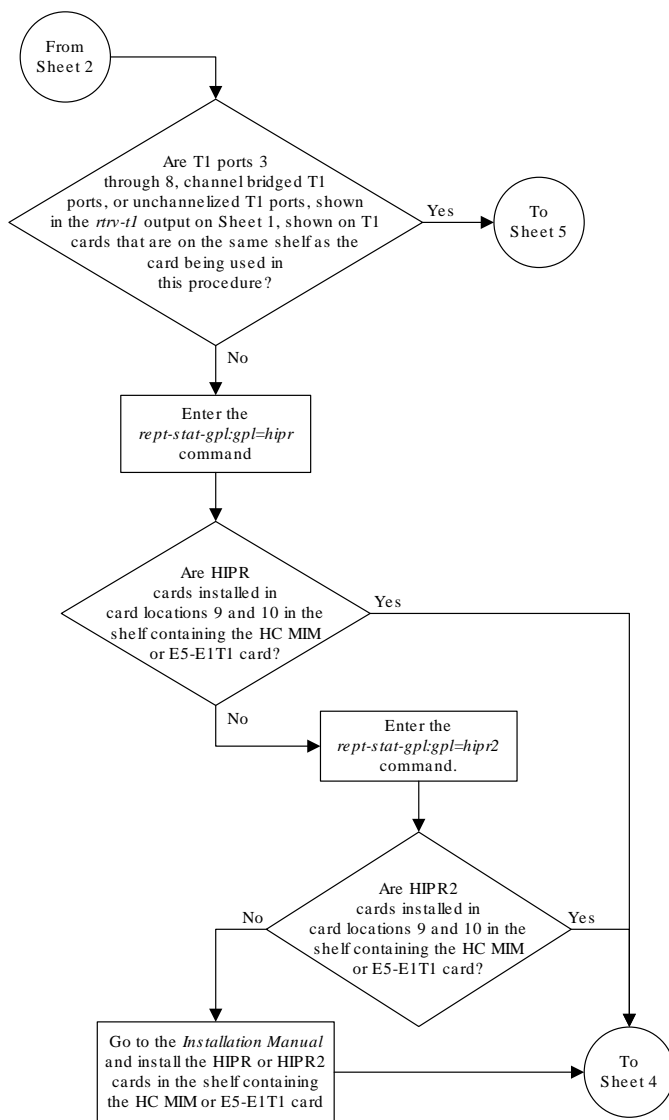 From
Sheet 2
Are T1 ports 3
through 8, channel bridged T1
ports, or unchannelized T1 ports, shown
in the rtrv-t1 output on Sheet 1, shown on T1
cards that are on the same shelf as the
card being used in
this procedure?
Yes
To
Sheet 5
No
Enter the
rept-stat-gpl:gpl=hipr
command
Are HIPR
cards installed in
card locations 9 and 10 in the
shelf containing the HC MIM
or E5-E1T1 card?
Yes
No
Enter the
rept-stat-gpl:gpl=hipr2
command.
Are HIPR2
cards installed in
card locations 9 and 10 in the
shelf containing the HC MIM
or E5-E1T1 card?
No
Yes
Go to the Installation Manual
and install the HIPR or HIPR2
cards in the shelf containing
the HC MIM or E5-E1T1 card
To
Sheet 4